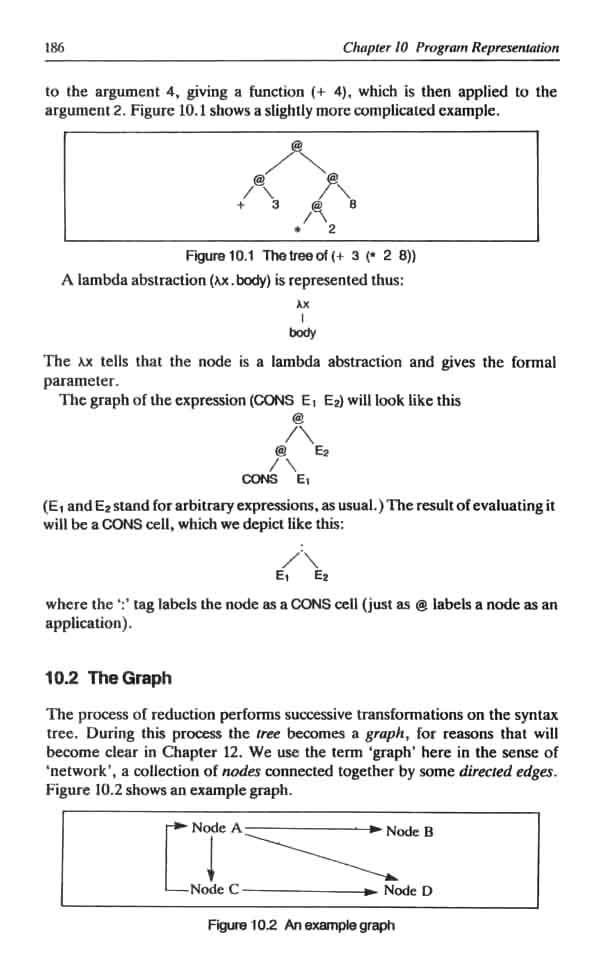 186
Chapter 10 Program Representation
to the argument 4, giving a function (+ 4), which is then applied to the
argument 2. Figure 10.1 shows a slightly more complicated example.
@
@ @
+ 3 @ 8
* 2
Figure 10.1 The tree of (+ 3 (* 2 8))
A lambda abstraction (λx.body) is represented thus:
λx
body
The λx tells that the node is a lambda abstraction and gives the formal
parameter.
The graph of the expression (CONS E₁ E₂) will look like this
@
@ E₂
CONS E₁
(E₁ and E₂ stand for arbitrary expressions, as usual.) The result of evaluating it
will be a CONS cell, which we depict like this:
:
E₁ E₂
where the ‘:’ tag labels the node as a CONS cell (just as @ labels a node as an
application).
10.2 The Graph
The process of reduction performs successive transformations on the syntax
tree. During this process the tree becomes a graph, for reasons that will
become clear in Chapter 12. We use the term ‘graph’ here in the sense of
‘network’, a collection of nodes connected together by some directed edges.
Figure 10.2 shows an example graph.
Node A Node B
Node C Node D
Figure 10.2 An example graph